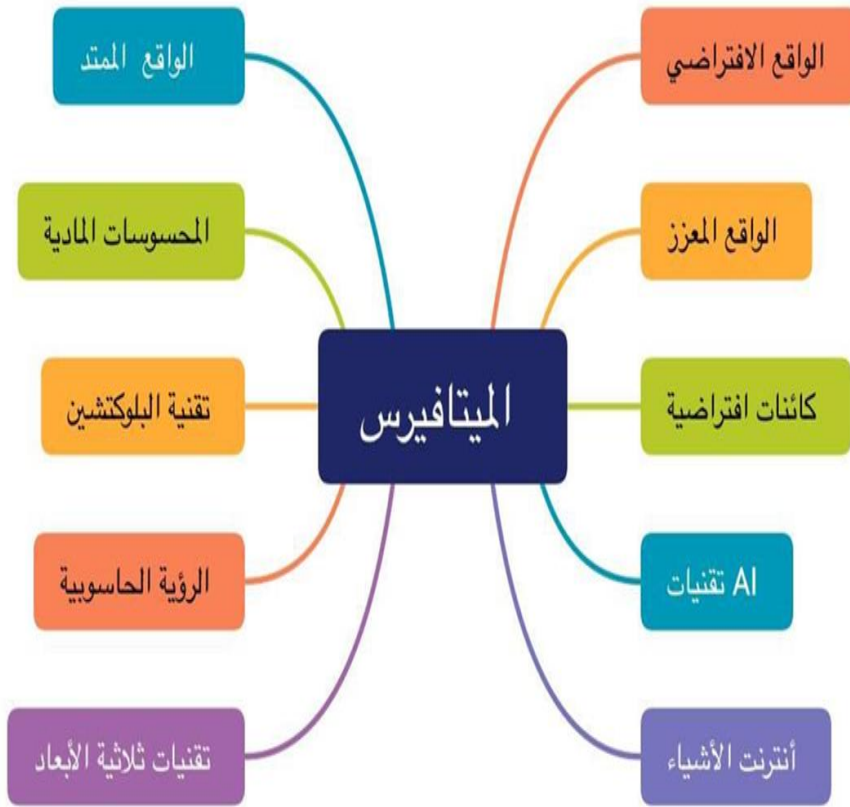 الواقع الافتراضي
الواقع الممتد
الواقع المعزز
المحسوسات المادية
الميتافيرس
كائنات افتراضية
تقنية البلوكتشين
AI تقنيات
الرؤية الحاسوبية
أنترنت الأشياء
تقنيات ثلاثية الأبعاد